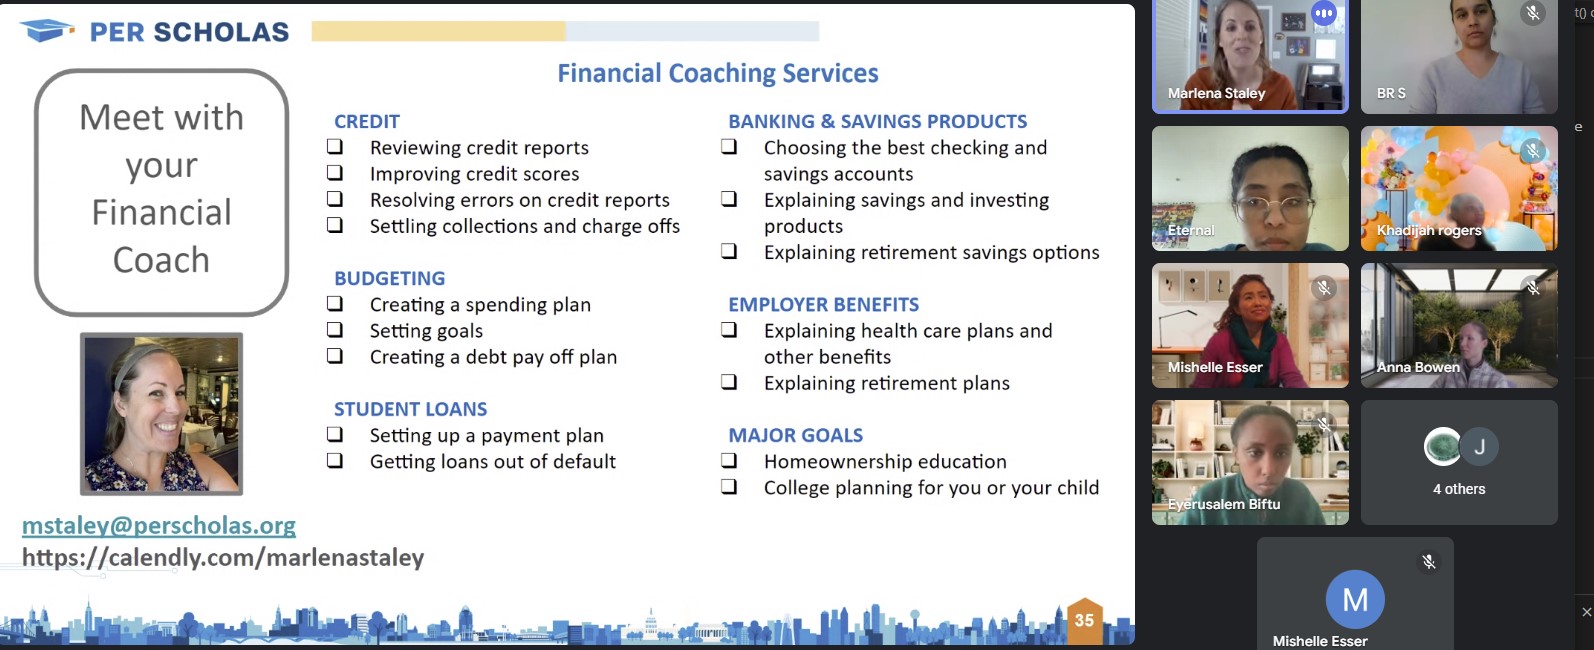 PER SCHOLAS
Meet with
your
Financial
Coach
mstaley@perscholas.org
https://calendly.com/marlenastaley
Financial Coaching Services
CREDIT
Reviewing credit reports
Improving credit scores
Resolving errors on credit reports
Settling collections and charge offs
BUDGETING
Creating a spending plan
Setting goals
Creating a debt pay off plan
STUDENT LOANS
Setting up a payment plan
Getting loans out of default
BANKING & SAVINGS PRODUCTS
Choosing the best checking and
savings accounts
Explaining savings and investing
products
Explaining retirement savings options
EMPLOYER BENEFITS
Explaining health care plans and
other benefits
Explaining retirement plans
MAJOR GOALS
Homeownership education
College planning for you or your child
35
Marlena Staley
BR S
Eternal
Khadijah rogers
Mishelle Esser
Anna Bowen
Eyerusalem Biftu
J
4 others
M
Mishelle Esser